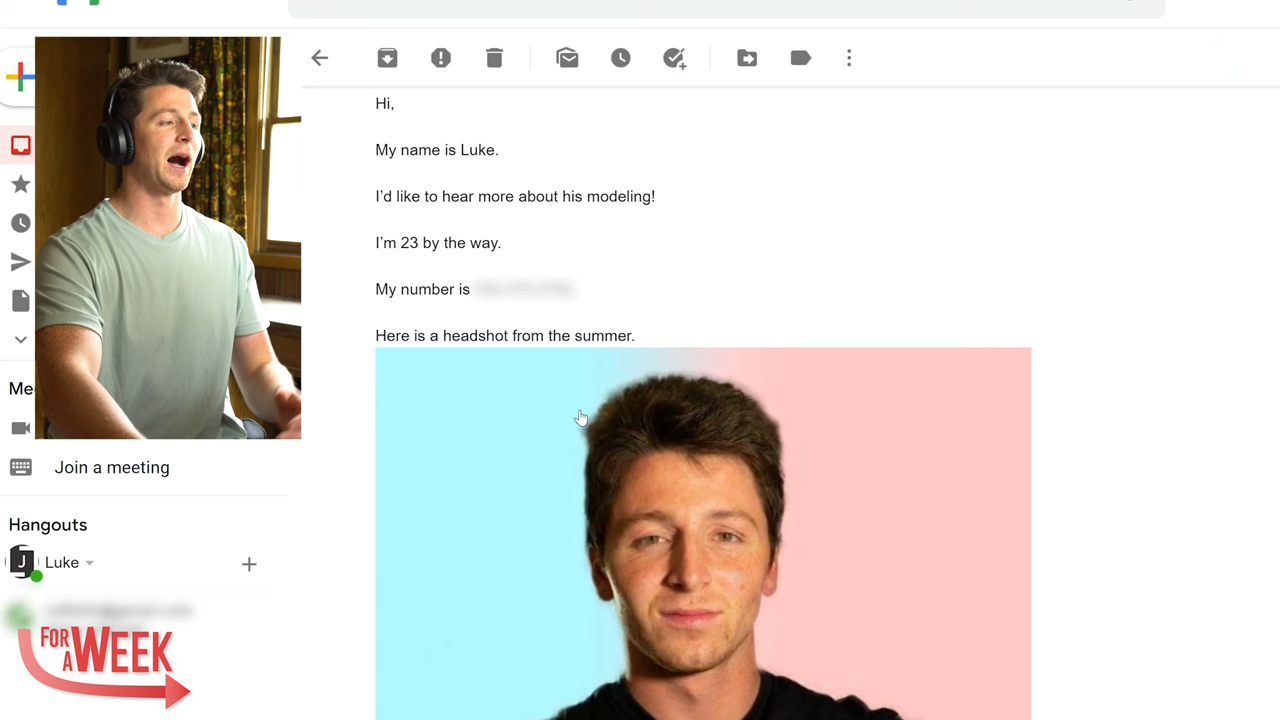 Hi,
My name is Luke.
I'd like to hear more about his modeling!
I'm 23 by the way.
My number is
Here is a headshot from the summer.
Me
Join a meeting
Hangouts
J
Luke
FOR
A WEEK